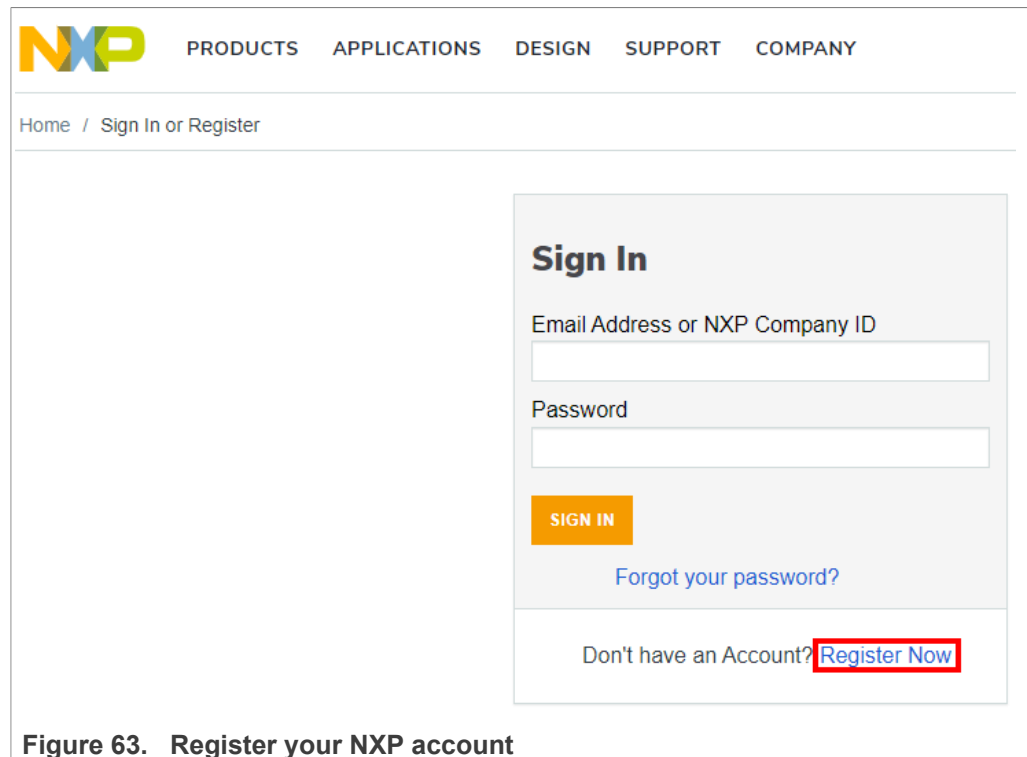 NXP PRODUCTS APPLICATIONS DESIGN SUPPORT COMPANY
Home / Sign In or Register
Sign In
Email Address or NXP Company ID
Password
SIGN IN
Forgot your password?
Don't have an Account? Register Now
Figure 63. Register your NXP account